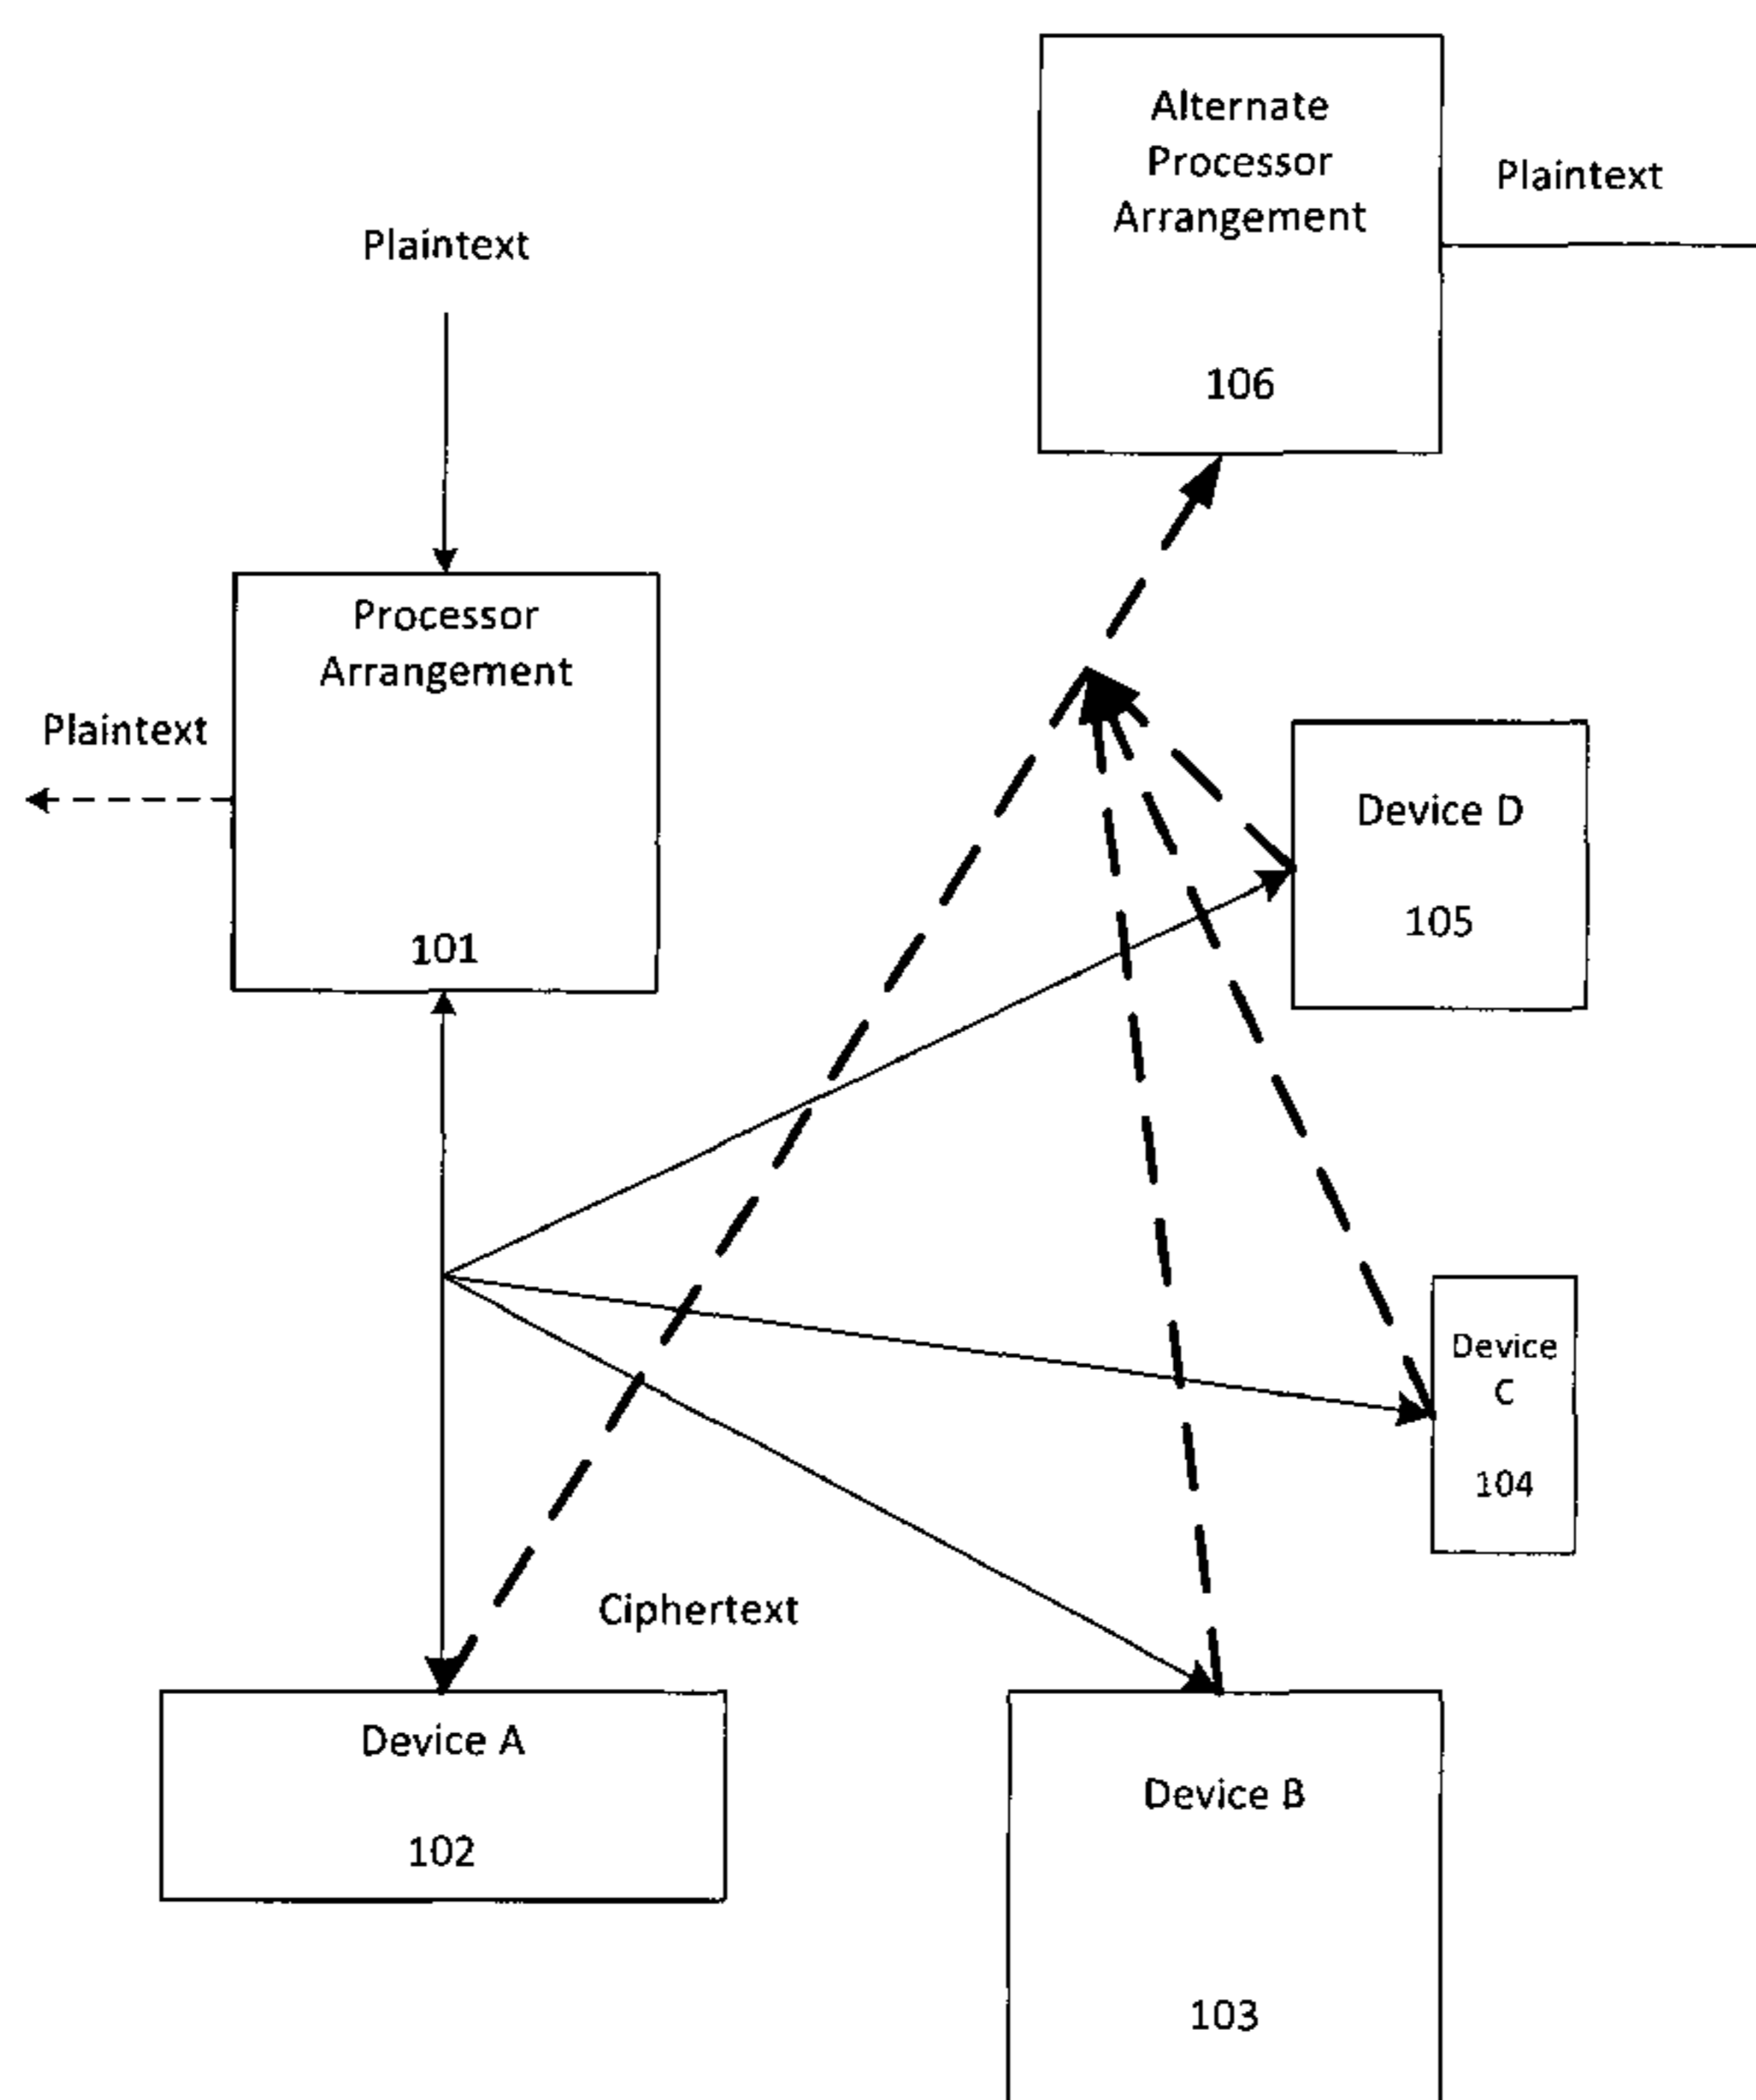 Alternate
Processor
Arrangement
106
Plaintext
Plaintext
Processor
Arrangement
101
Plaintext
Device D
105
Device
C
104
Ciphertext
Device A
102
Device B
103